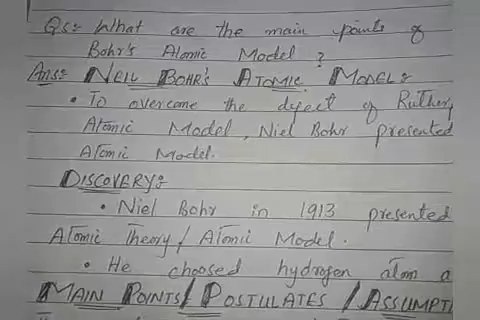 Qs: What are the main points of
Bohr's Atomic Model ?
Ans: NEIL BOHR'S ATOMIC MODEL:
• To overcome the defect of Ruther
Atomic Model, Niel Bohr presented
Atomic Model.
DISCOVERY:
• Niel Bohr in 1913 presented
Atomic Theory / Atomic Model.
• He choosed hydrogen atom a
MAIN POINTS / POSTULATES / ASSUMPTI